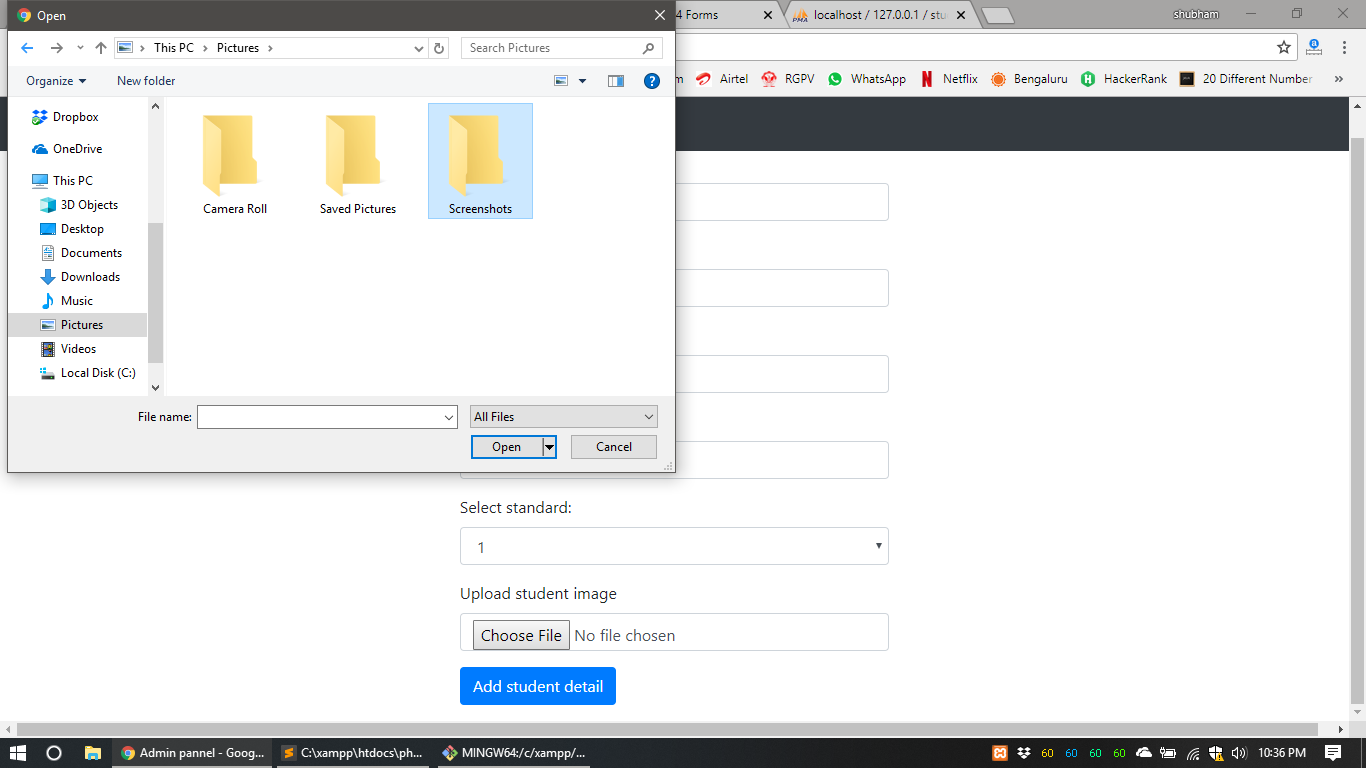 Open
4 Forms
localhost / 127.0.0.1 / stu
PMA
shubham
This PC > Pictures >
Search Pictures
Organize
New folder
Airtel
RGPV
WhatsApp
Netflix
Bengaluru
HackerRank
20 Different Number
»
Dropbox
OneDrive
This PC
3D Objects
Desktop
Documents
Downloads
Music
Pictures
Videos
Local Disk (C:)
Camera Roll
Saved Pictures
Screenshots
File name:
All Files
Open
Cancel
Select standard:
1
Upload student image
Choose File No file chosen
Add student detail
Admin pannel - Goog...
C:\xampp\htdocs\ph...
MINGW64:/c/xampp/...
60 60 60 60
10:36 PM